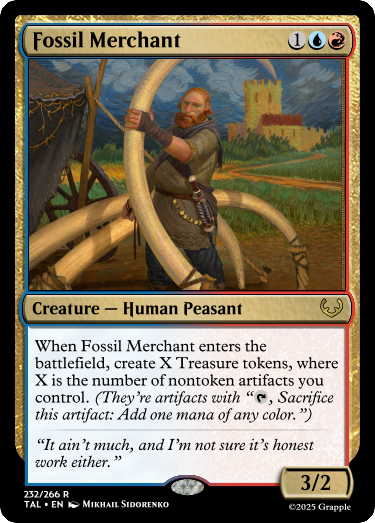 Fossil Merchant 1
Creature — Human Peasant
When Fossil Merchant enters the
battlefield, create X Treasure tokens, where
X is the number of nontoken artifacts you
control. (They’re artifacts with “, Sacrifice
this artifact: Add one mana of any color.”)
“It ain’t much, and I’m not sure it’s honest
work either.”
3/2
232/266 R
TAL • EN Mikhail Sidorenko
©2025 Grapple